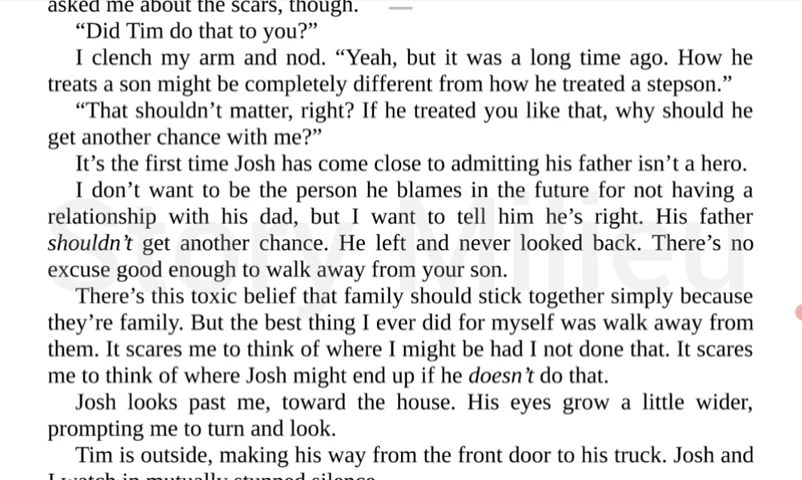 asked me about the scars, though.
“Did Tim do that to you?”
I clench my arm and nod. “Yeah, but it was a long time ago. How he
treats a son might be completely different from how he treated a stepson.”
“That shouldn’t matter, right? If he treated you like that, why should he
get another chance with me?”
It’s the first time Josh has come close to admitting his father isn’t a hero.
I don’t want to be the person he blames in the future for not having a
relationship with his dad, but I want to tell him he’s right. His father
shouldn’t get another chance. He left and never looked back. There’s no
excuse good enough to walk away from your son.
There’s this toxic belief that family should stick together simply because
they’re family. But the best thing I ever did for myself was walk away from
them. It scares me to think of where I might be had I not done that. It scares
me to think of where Josh might end up if he doesn’t do that.
Josh looks past me, toward the house. His eyes grow a little wider,
prompting me to turn and look.
Tim is outside, making his way from the front door to his truck. Josh and
I watch in mutually stunned silence.
Story Milieu